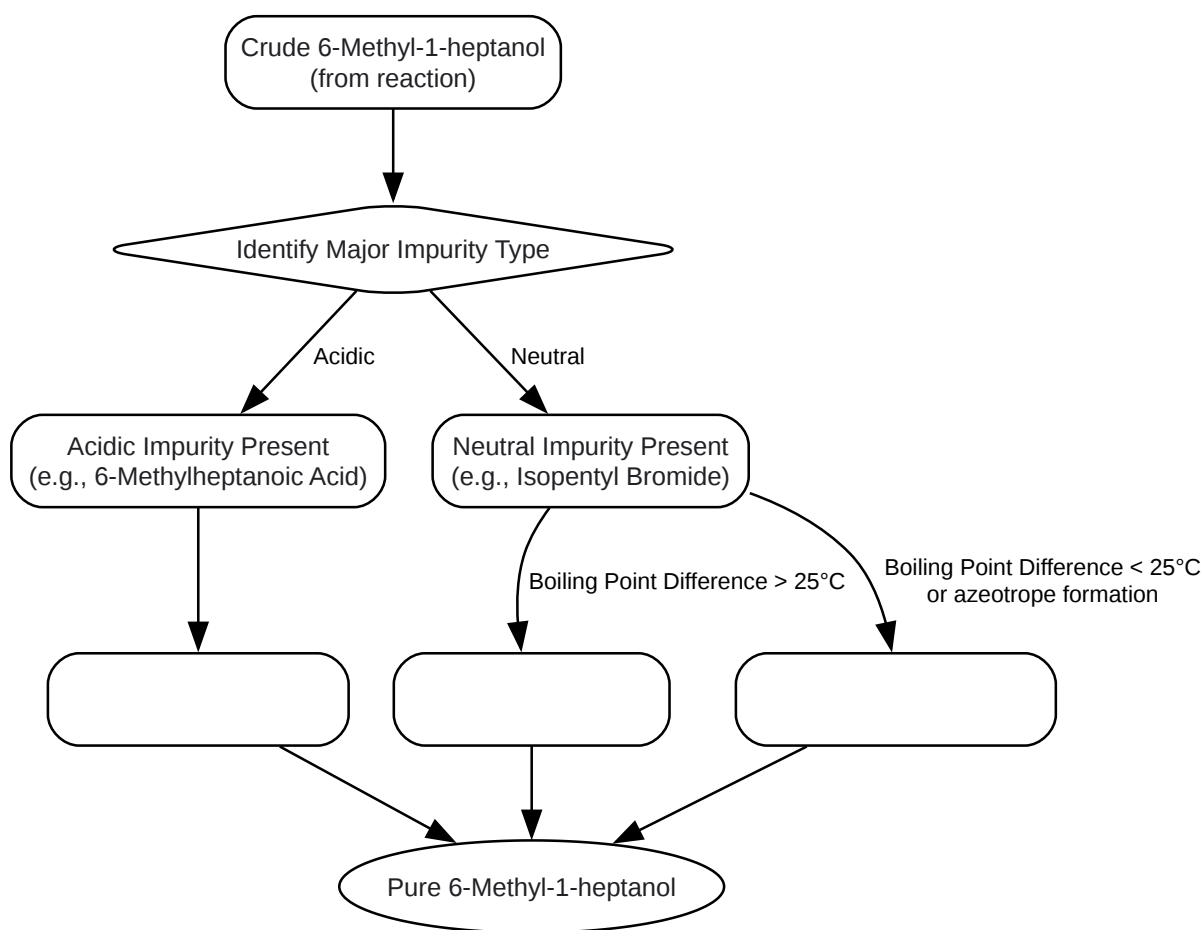 Crude 6-Methyl-1-heptanol
(from reaction)
Identify Major Impurity Type
Acidic
Neutral
Acidic Impurity Present
(e.g., 6-Methylheptanoic Acid)
Neutral Impurity Present
(e.g., Isopentyl Bromide)
Boiling Point Difference > 25°C
Boiling Point Difference < 25°C
or azeotrope formation
Pure 6-Methyl-1-heptanol